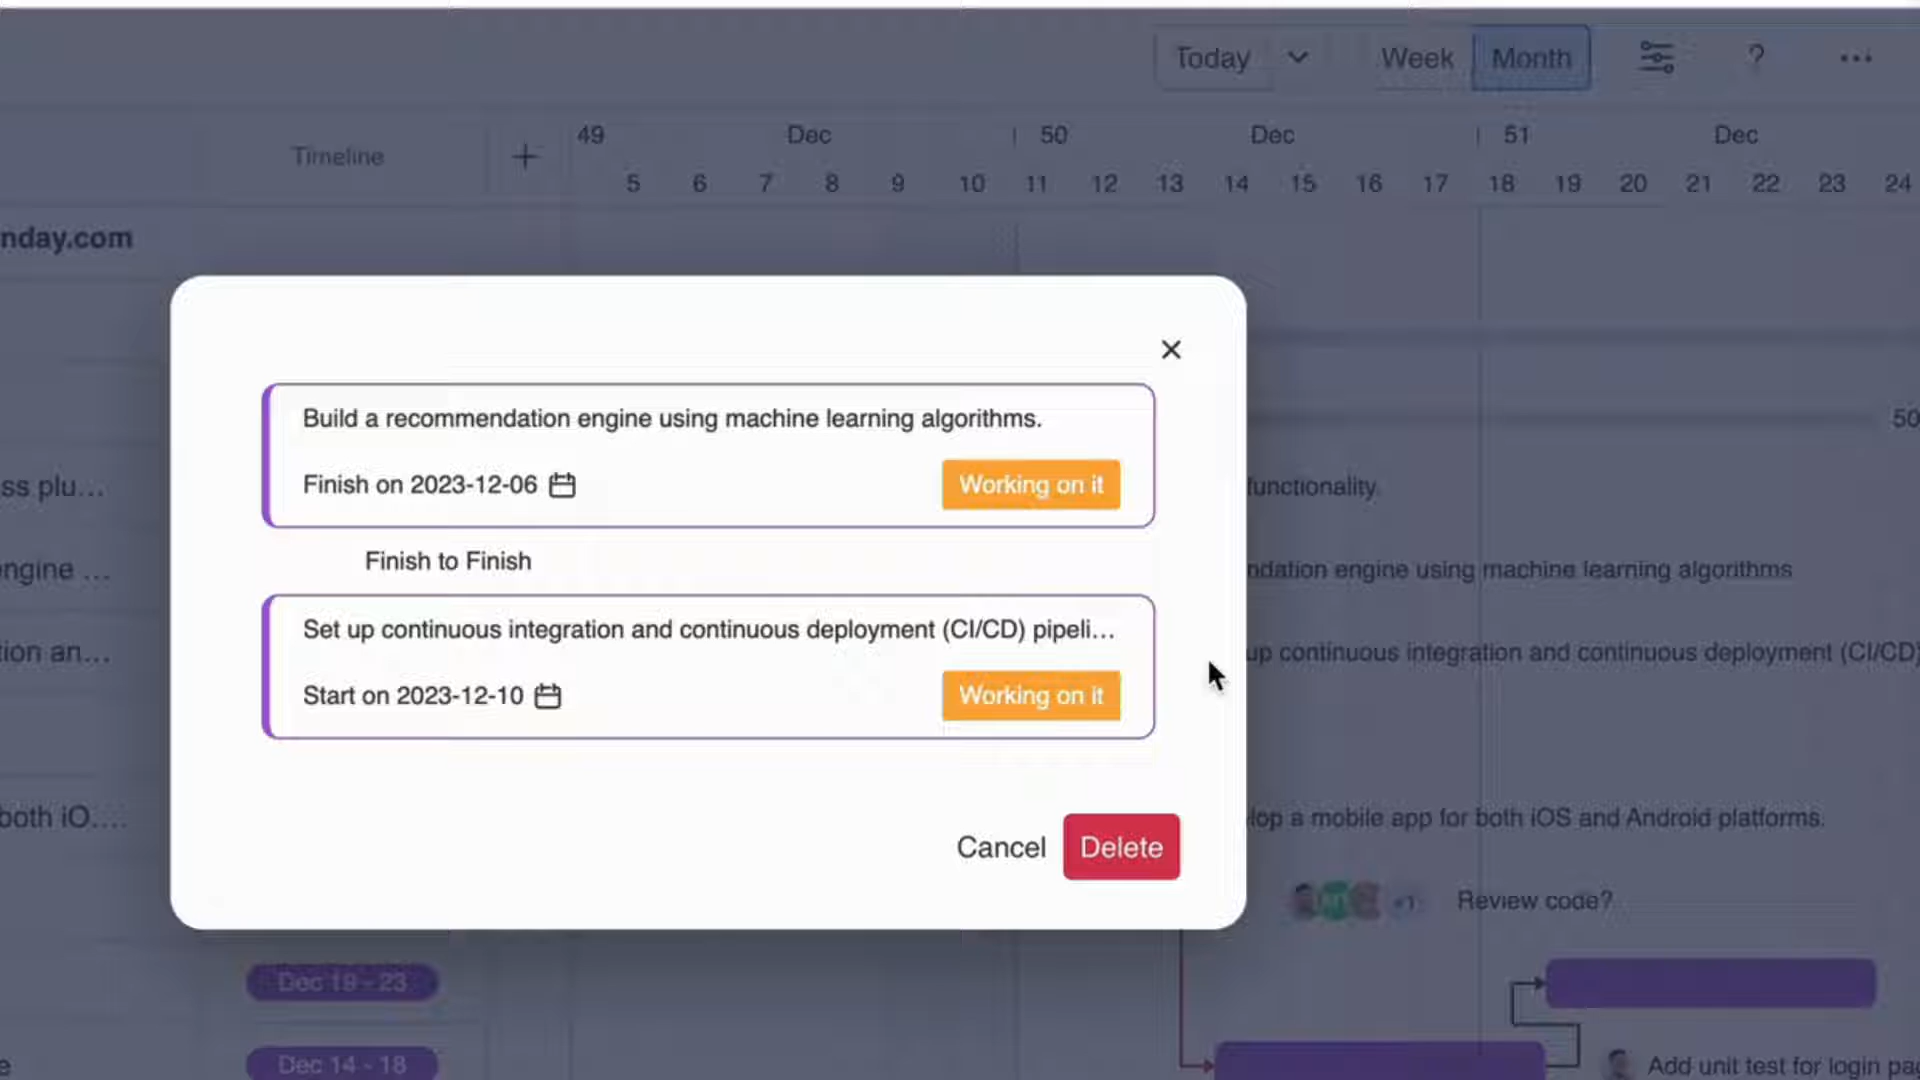 Today Week Month ?
Timeline + 49 Dec 50 Dec 51 Dec
5 6 7 8 9 10 11 12 13 14 15 16 17 18 19 20 21 22 23 24
nday.com
Build a recommendation engine using machine learning algorithms.
Finish on 2023-12-06 Working on it
Finish to Finish
Set up continuous integration and continuous deployment (CI/CD) pipeli...
Start on 2023-12-10 Working on it
Cancel Delete
50
ss plu... functionality.
engine ... ndation engine using machine learning algorithms
tion an... up continuous integration and continuous deployment (CI/CD)
both iO.... lop a mobile app for both iOS and Android platforms.
+1 Review code?
Dec 19 - 23
e Dec 14 - 18 Add unit test for login pag